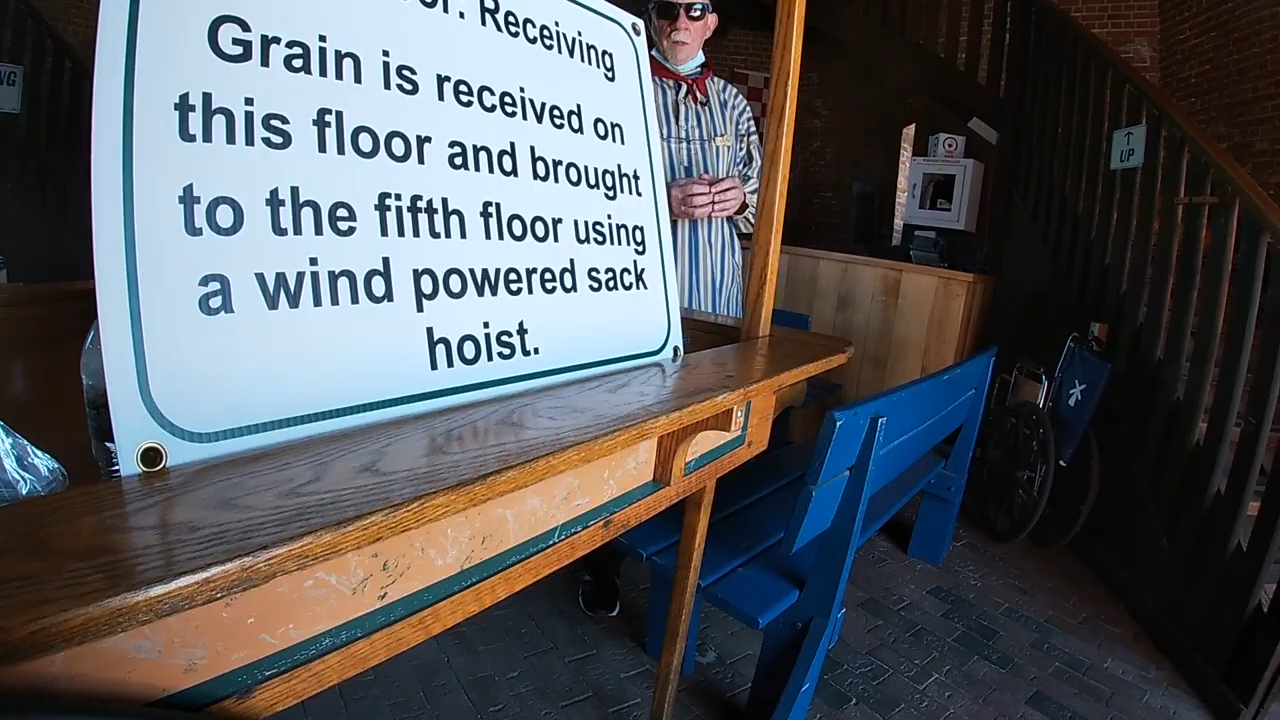 Receiving
Grain is received on
this floor and brought
to the fifth floor using
a wind powered sack
hoist.
UP